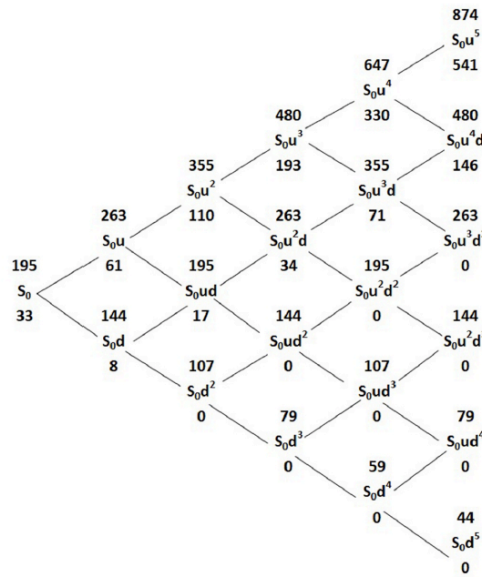 874
S₀u⁵
647 541
S₀u⁴
480 330 480
S₀u³ S₀u⁴d
355 193 355 146
S₀u² S₀u³d
263 110 263 71 263
S₀u S₀u²d S₀u³d
195 61 195 34 195 0
S₀ S₀ud S₀u²d²
33 144 17 144 0 144
S₀d S₀ud² S₀u²d
8 107 0 107 0
S₀d² S₀ud³
0 79 0 79
S₀d³ S₀ud⁴
0 59 0
S₀d⁴
0 44
S₀d⁵
0